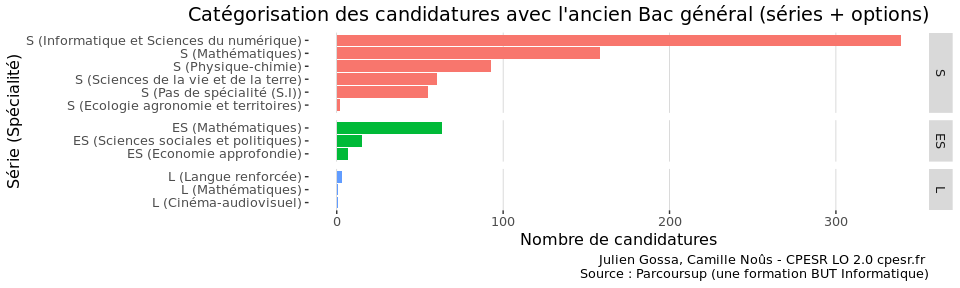 Catégorisation des candidatures avec l'ancien Bac général (séries + options)
Série (Spécialité)
S (Informatique et Sciences du numérique)
S (Mathématiques)
S (Physique-chimie)
S (Sciences de la vie et de la terre)
S (Pas de spécialité (S.I))
S (Ecologie agronomie et territoires)
S
ES (Mathématiques)
ES (Sciences sociales et politiques)
ES (Economie approfondie)
ES
L (Langue renforcée)
L (Mathématiques)
L (Cinéma-audiovisuel)
L
0 100 200 300
Nombre de candidatures
Julien Gossa, Camille Noûs - CPESR LO 2.0 cpesr.fr
Source : Parcoursup (une formation BUT Informatique)